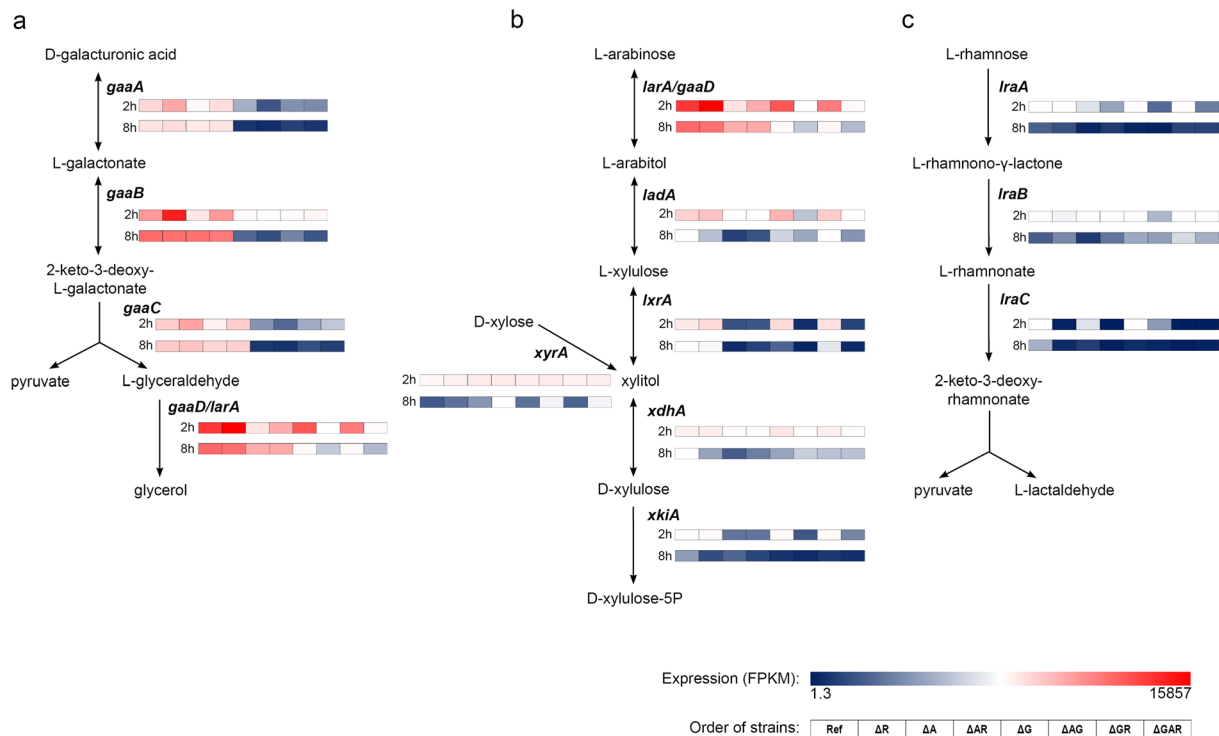 a
D-galacturonic acid
gaaA
2h
8h
L-galactonate
gaaB
2h
8h
2-keto-3-deoxy-
L-galactonate
gaaC
2h
8h
pyruvate
L-glyceraldehyde
gaaD/larA
2h
8h
glycerol
b
L-arabinose
larA/gaaD
2h
8h
L-arabitol
ladA
2h
8h
L-xylulose
lxrA
2h
8h
D-xylose
xyrA
2h
8h
xylitol
xdhA
2h
8h
D-xylulose
xkiA
2h
8h
D-xylulose-5P
c
L-rhamnose
lraA
2h
8h
L-rhamnono-γ-lactone
lraB
2h
8h
L-rhamnonate
lraC
2h
8h
2-keto-3-deoxy-
rhamnonate
pyruvate
L-lactaldehyde
Expression (FPKM):
1.3 15857
Order of strains: Ref ΔR ΔA ΔAR ΔG ΔAG ΔGR ΔGAR